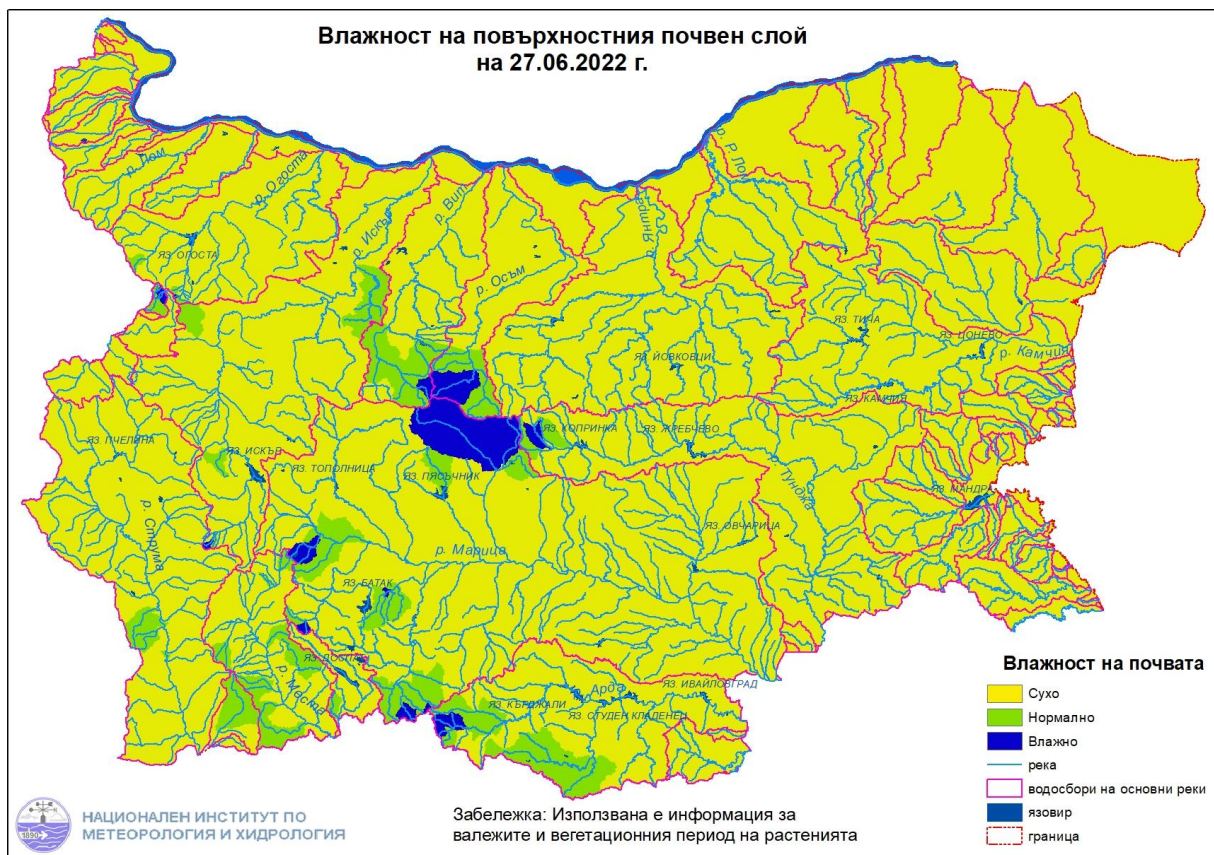 Влажност на повърхностния почвен слой
на 27.06.2022 г.
р. Лом
р. Огоста
р. Искър
р. Вит
р. Осъм
р. Янтра
р. Р.Лом
ЯЗ. ОГОСТА
ЯЗ. ТИЧА
ЯЗ. ЦОНЕВО
р. Камчия
ЯЗ. ЙОВКОВЦИ
ЯЗ. КАМЧИЯ
ЯЗ. ПЧЕЛИНА
ЯЗ. ИСКЪР
ЯЗ. ТОПОЛНИЦА
ЯЗ. ПЯСЪЧНИК
ЯЗ. КОПРИНКА
ЯЗ. ЖРЕБЧЕВО
р. Тунджа
ЯЗ. МАНДРА
р. Струма
р. Марица
ЯЗ. ОВЧАРИЦА
ЯЗ. БАТАК
ЯЗ. ДОСПАТ
р. Места
ЯЗ. КЪРДЖАЛИ
Арда
ЯЗ. ИВАЙЛОВГРАД
ЯЗ. СТУДЕН КЛАДЕНЕЦ
Влажност на почвата
Сухо
Нормално
Влажно
река
водосбори на основни реки
язовир
граница
1890
НАЦИОНАЛЕН ИНСТИТУТ ПО
МЕТЕОРОЛОГИЯ И ХИДРОЛОГИЯ
Забележка: Използвана е информация за
валежите и вегетационния период на растенията